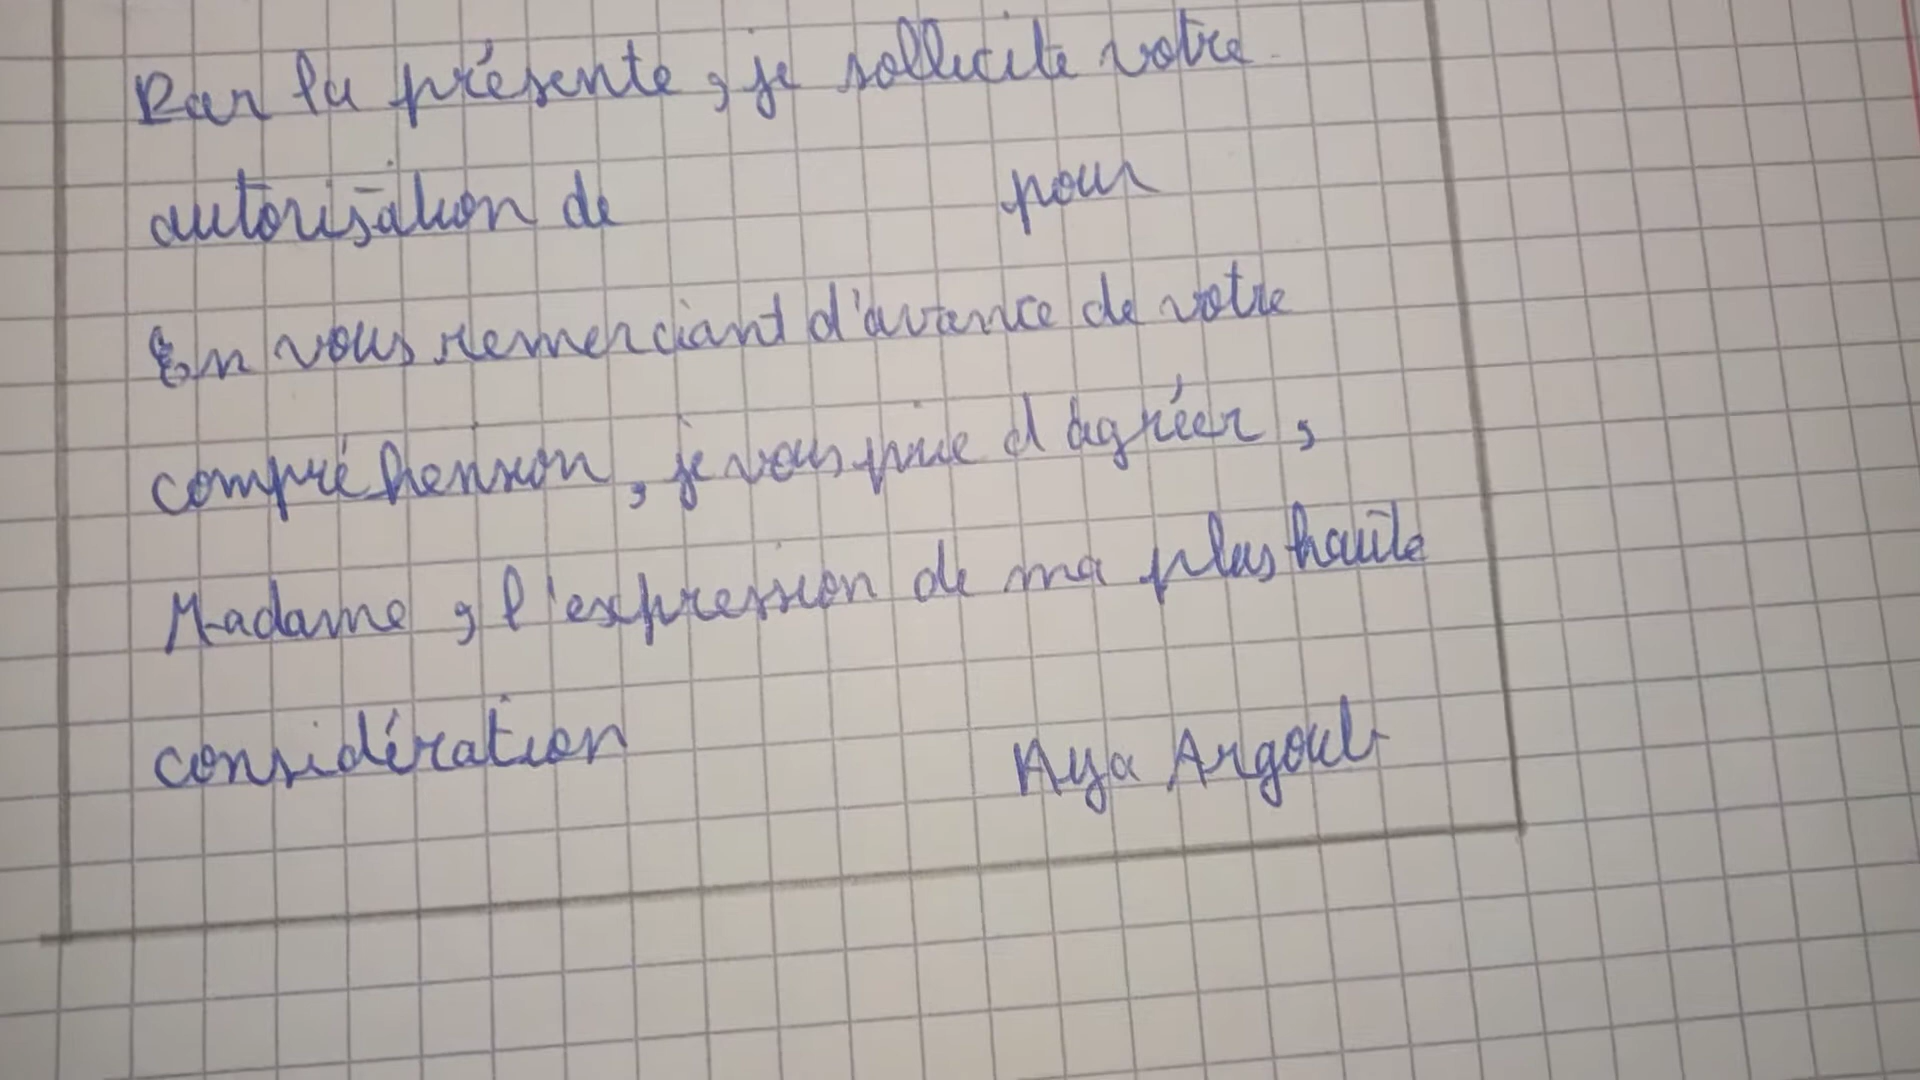 Par la présente, je sollicite votre
autorisation de pour
En vous remerciant d'avance de votre
compréhension, je vous prie d'agréer,
Madame, l'expression de ma plus haute
considération Aya Argoub